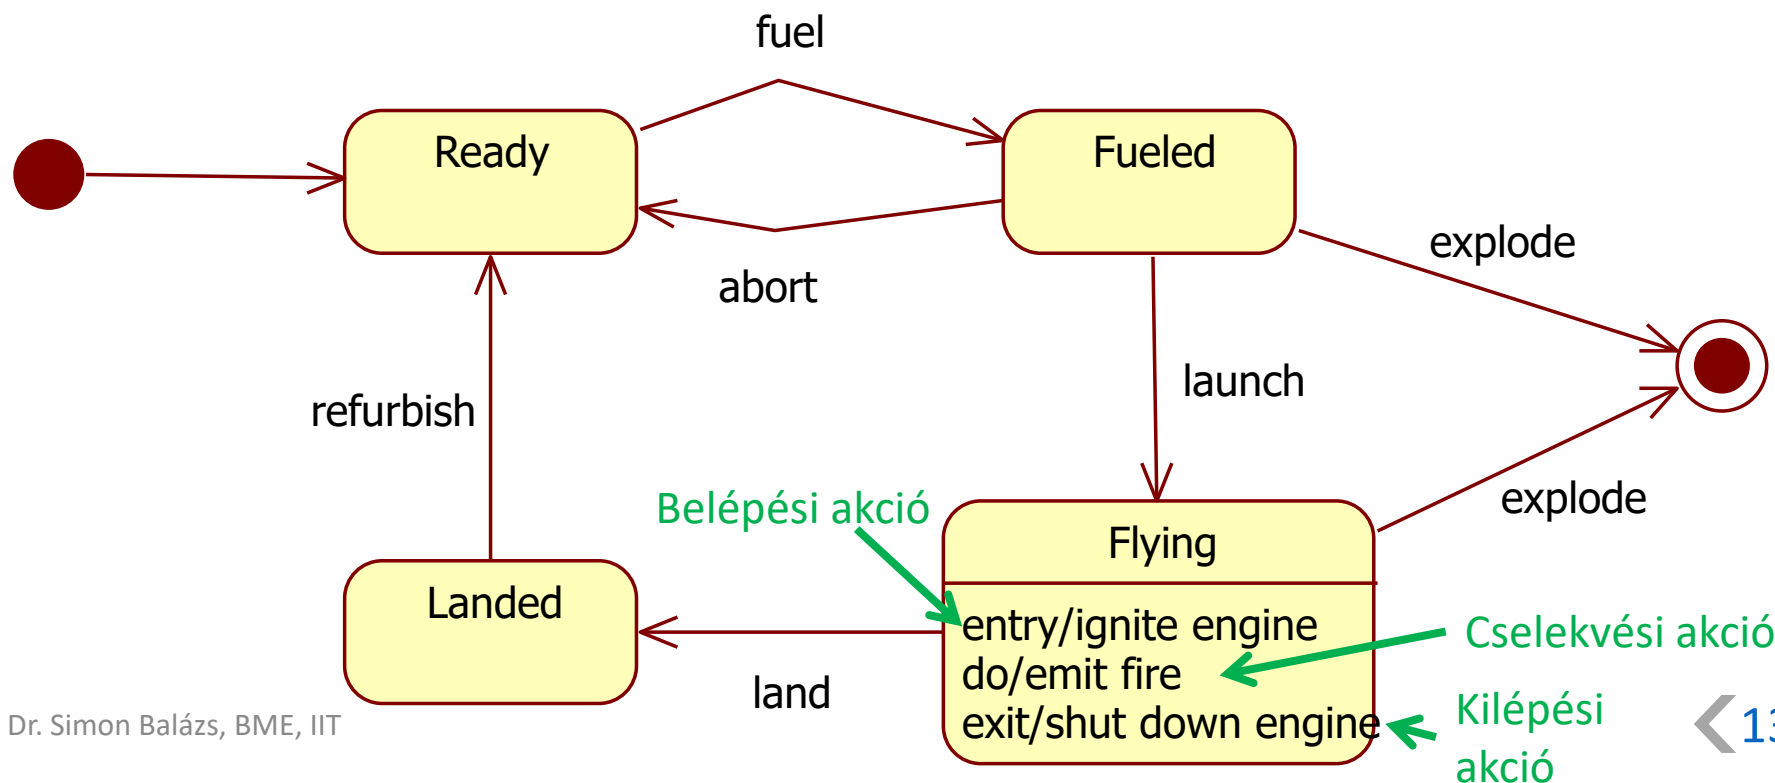 fuel
Ready
Fueled
explode
abort
launch
refurbish
Belépési akció
explode
Flying
Landed
entry/ignite engine
Cselekvési akció
do/emit fire
land
exit/shut down engine
Kilépési
akció
Dr. Simon Balázs, BME, IIT